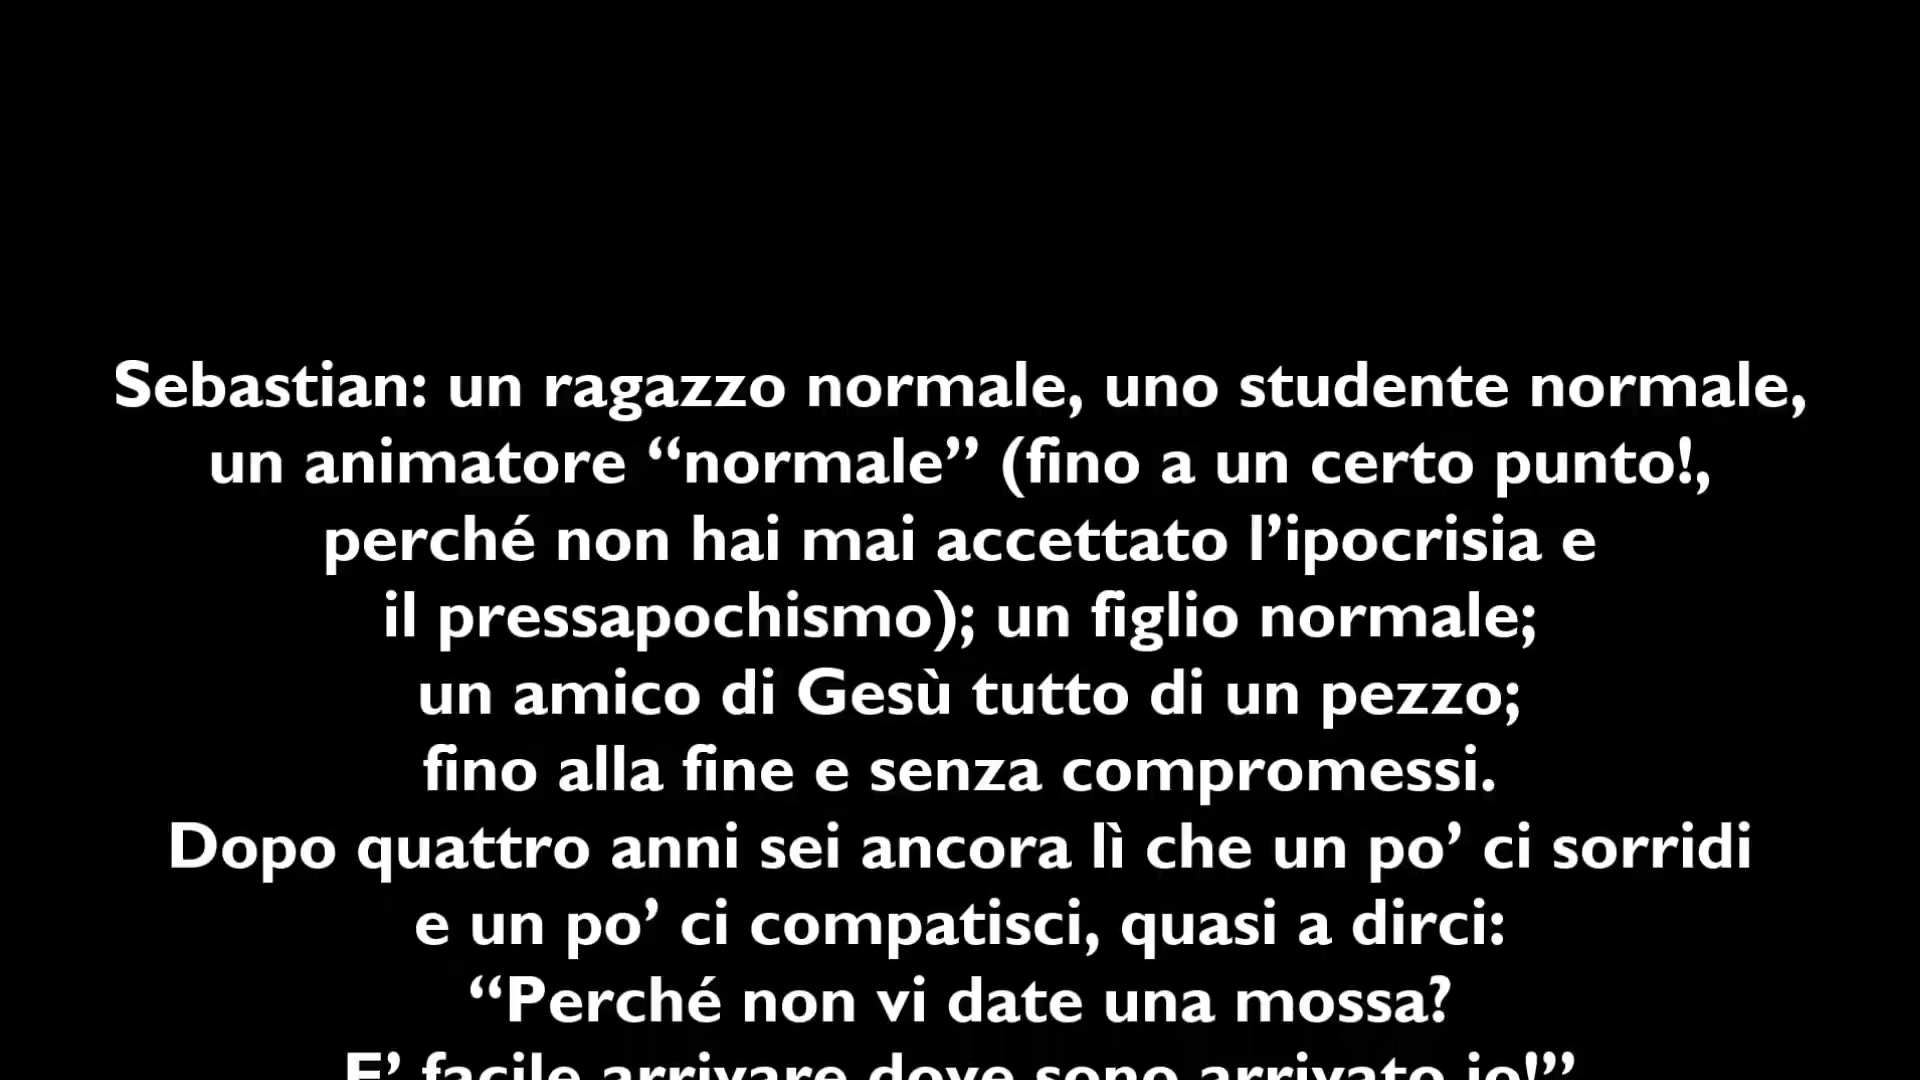 Sebastian: un ragazzo normale, uno studente normale,
un animatore “normale” (fino a un certo punto!,
perché non hai mai accettato l’ipocrisia e
il pressapochismo); un figlio normale;
un amico di Gesù tutto di un pezzo;
fino alla fine e senza compromessi.
Dopo quattro anni sei ancora lì che un po’ ci sorridi
e un po’ ci compatisci, quasi a dirci:
“Perché non vi date una mossa?
E’ facile arrivare dove sono arrivato io!”